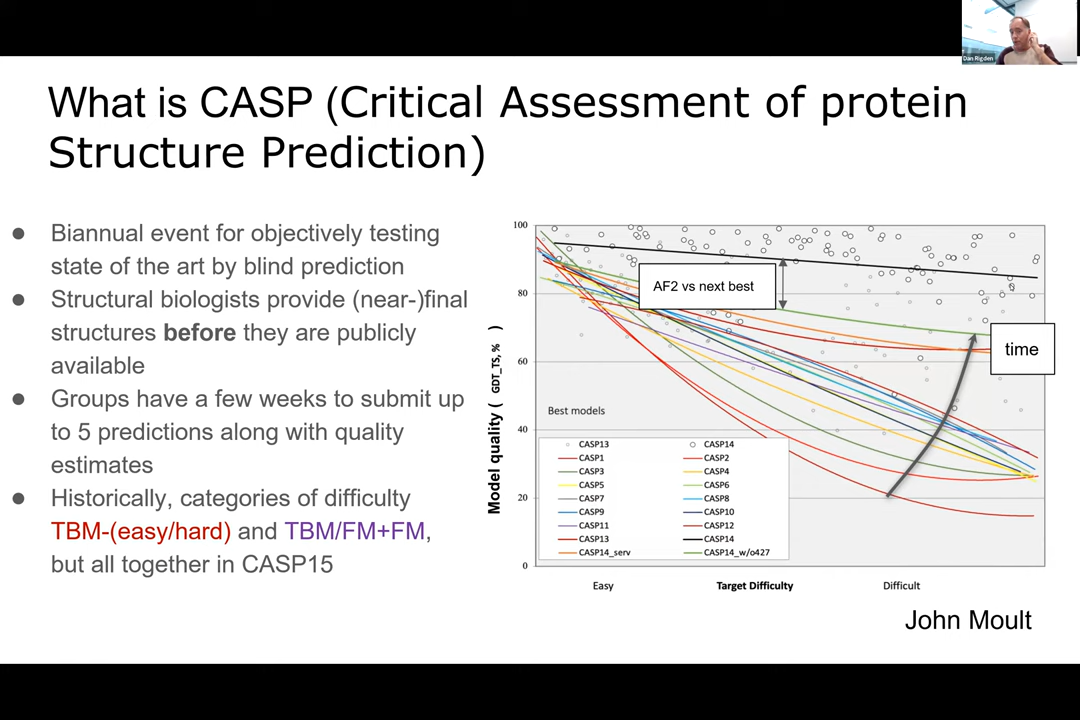 Dan Rigden
What is CASP (Critical Assessment of protein
Structure Prediction)
● Biannual event for objectively testing
state of the art by blind prediction
● Structural biologists provide (near-)final
structures before they are publicly
available
● Groups have a few weeks to submit up
to 5 predictions along with quality
estimates
● Historically, categories of difficulty
TBM-(easy/hard) and TBM/FM+FM,
but all together in CASP15
Model quality ( GDT_TS, % )
100
80
60
40
20
0
AF2 vs next best
time
Best models
CASP13 CASP14
CASP1 CASP2
CASP3 CASP4
CASP5 CASP6
CASP7 CASP8
CASP9 CASP10
CASP11 CASP12
CASP13 CASP14
CASP14_serv CASP14_w/o427
Easy Target Difficulty Difficult
John Moult